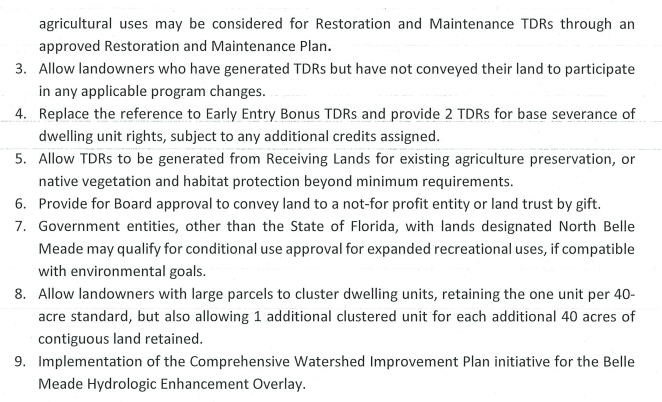 agricultural uses may be considered for Restoration and Maintenance TDRs through an
approved Restoration and Maintenance Plan.
3. Allow landowners who have generated TDRs but have not conveyed their land to participate
in any applicable program changes.
4. Replace the reference to Early Entry Bonus TDRs and provide 2 TDRs for base severance of
dwelling unit rights, subject to any additional credits assigned.
5. Allow TDRs to be generated from Receiving Lands for existing agriculture preservation, or
native vegetation and habitat protection beyond minimum requirements.
6. Provide for Board approval to convey land to a not-for profit entity or land trust by gift.
7. Government entities, other than the State of Florida, with lands designated North Belle
Meade may qualify for conditional use approval for expanded recreational uses, if compatible
with environmental goals.
8. Allow landowners with large parcels to cluster dwelling units, retaining the one unit per 40-
acre standard, but also allowing 1 additional clustered unit for each additional 40 acres of
contiguous land retained.
9. Implementation of the Comprehensive Watershed Improvement Plan initiative for the Belle
Meade Hydrologic Enhancement Overlay.